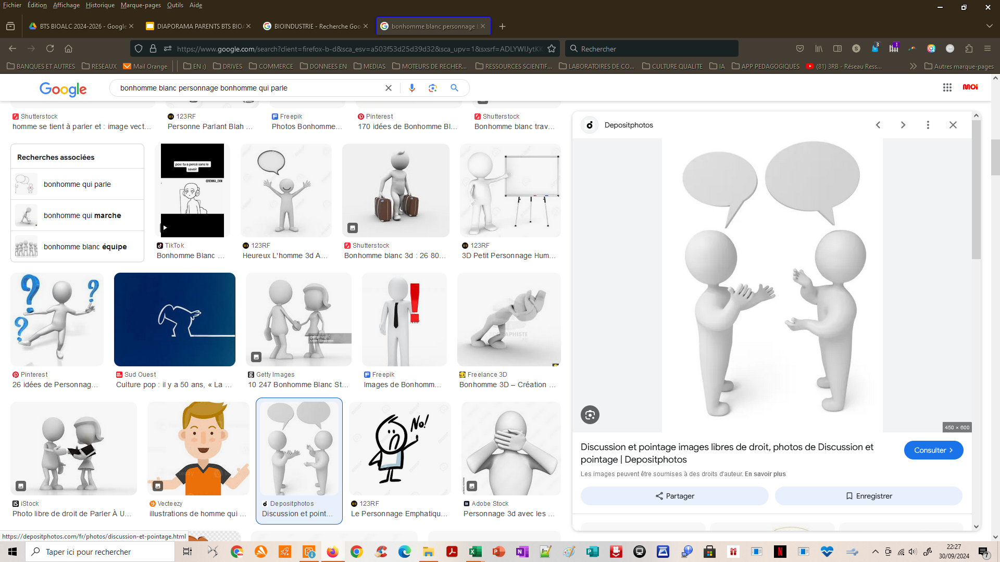 Fichier Édition Affichage Historique Marque-pages Outils Aide
BTS BIOALC 2024-2026 - Google
DIAPORAMA PARENTS BTS BIO
BIOINDUSTRIE - Recherche Goo
bonhomme blanc personnage
https://www.google.com/search?client=firefox-b-d&sca_esv=a503f53d25d39d32&sca_upv=1&sxsrf=ADLYWIJytKK
Rechercher
3
1
BANQUES ET AUTRES
RESEAUX
Mail Orange
EN :)
DRIVES
COMMERCE
DONNEES EN
MEDIAS
MOTEURS DE RECHER...
RESSOURCES SCIENTIF...
LABORATOIRES DE CO...
CULTURE QUALITE
IA
APP PEDAGOGIQUES
(81) 3RB - Réseau Ress...
Autres marque-pages
Google
bonhomme blanc personnage bonhomme qui parle
MOi
Shutterstock
homme se tient à parler et : image vect...
123RF
Personne Parlant Blah ...
Freepik
Photos Bonhomme...
Pinterest
170 idées de Bonhomme Bl...
Shutterstock
Bonhomme blanc trav...
Recherches associées
bonhomme qui parle
bonhomme qui marche
bonhomme blanc équipe
pov: tu a percé sans le
savoir
@DEMKA_EKM
TikTok
Bonhomme Blanc ...
123RF
Heureux L'homme 3d A...
Shutterstock
Bonhomme blanc 3d : 26 80...
123RF
3D Petit Personnage Hum...
Pinterest
26 idées de Personnag...
Sud Ouest
Culture pop : il y a 50 ans, « La ...
gettyimages
Getty Images
10 247 Bonhomme Blanc St...
Freepik
Images de Bonhomm...
Freelance 3D
Bonhomme 3D – Création ...
iStock
Photo libre de droit de Parler À U...
Vecteezy
illustrations de homme qui ...
Depositphotos
Discussion et point...
No!
123RF
Le Personnage Emphatiqu...
Adobe Stock
Personnage 3d avec les ...
Depositphotos
450 × 600
Discussion et pointage images libres de droit, photos de Discussion et
pointage | Depositphotos
Consulter
Les images peuvent être soumises à des droits d'auteur. En savoir plus
Partager
Enregistrer
https://depositphotos.com/fr/photos/discussion-et-pointage.html
Taper ici pour rechercher
22:27
30/09/2024
7